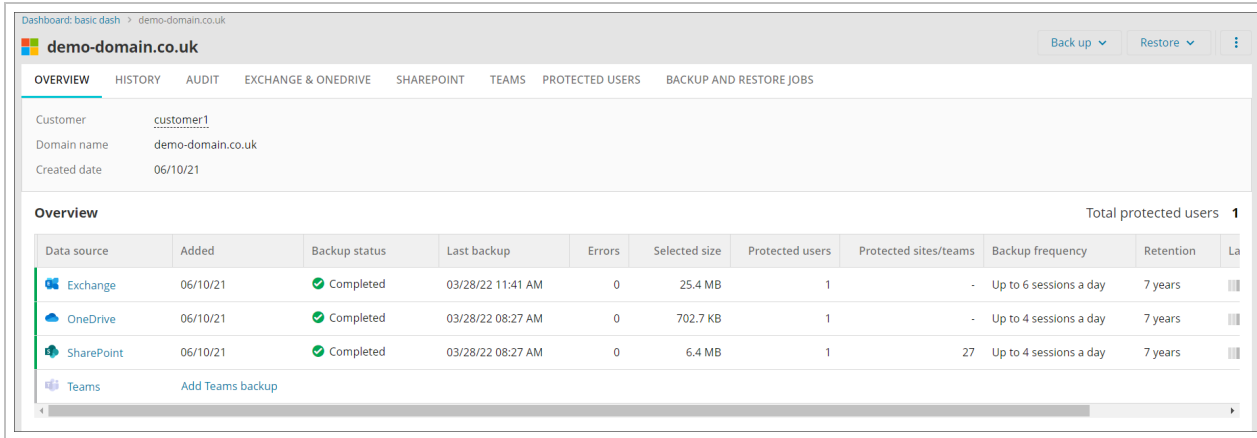 Dashboard: basic dash > demo-domain.co.uk
demo-domain.co.uk Back up Restore
OVERVIEW HISTORY AUDIT EXCHANGE & ONEDRIVE SHAREPOINT TEAMS PROTECTED USERS BACKUP AND RESTORE JOBS
Customer customer1
Domain name demo-domain.co.uk
Created date 06/10/21
Overview Total protected users 1
Data source Added Backup status Last backup Errors Selected size Protected users Protected sites/teams Backup frequency Retention La
Exchange 06/10/21 Completed 03/28/22 11:41 AM 0 25.4 MB 1 - Up to 6 sessions a day 7 years
OneDrive 06/10/21 Completed 03/28/22 08:27 AM 0 702.7 KB 1 - Up to 4 sessions a day 7 years
SharePoint 06/10/21 Completed 03/28/22 08:27 AM 0 6.4 MB 1 27 Up to 4 sessions a day 7 years
Teams Add Teams backup